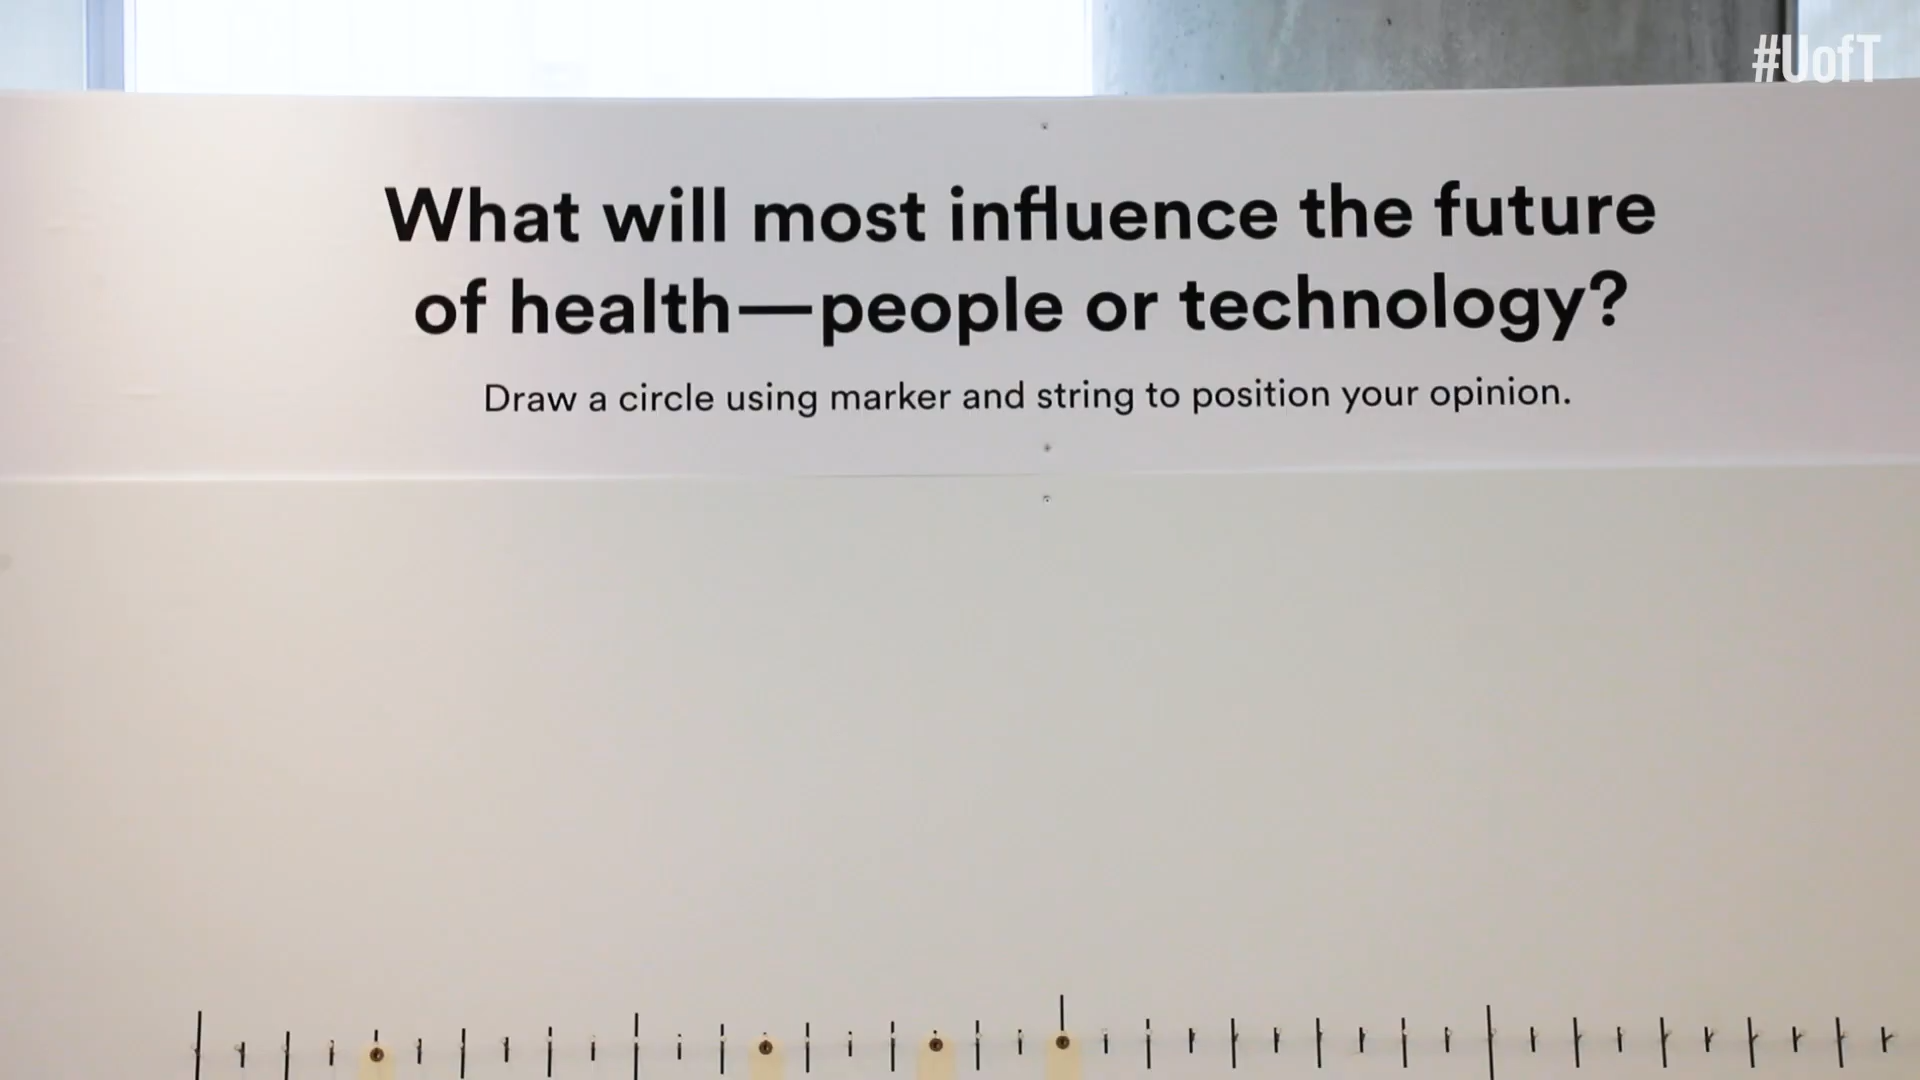 #UofT
What will most influence the future
of health—people or technology?
Draw a circle using marker and string to position your opinion.